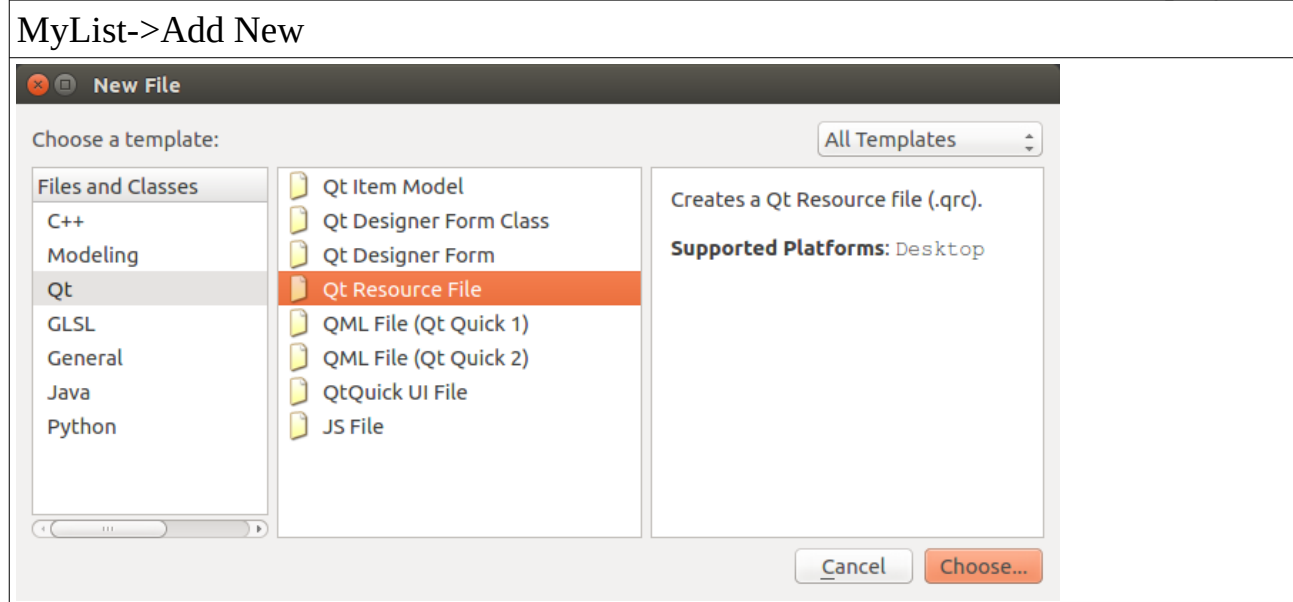 MyList->Add New
New File
Choose a template:
All Templates
Files and Classes
C++
Modeling
Qt
GLSL
General
Java
Python
Qt Item Model
Qt Designer Form Class
Qt Designer Form
Qt Resource File
QML File (Qt Quick 1)
QML File (Qt Quick 2)
QtQuick UI File
JS File
Creates a Qt Resource file (.qrc).
Supported Platforms: Desktop
Cancel
Choose...